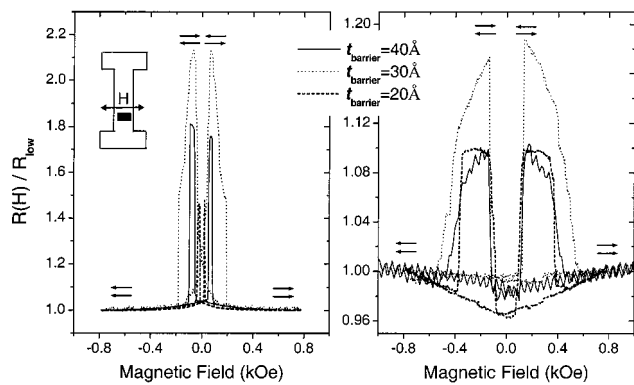 2.2
2.0
1.8
1.6
1.4
1.2
1.0
R(H) / R_low
-0.8 -0.4 0.0 0.4 0.8
Magnetic Field (kOe)
H
t_barrier=40Å
t_barrier=30Å
t_barrier=20Å
1.20
1.16
1.12
1.08
1.04
1.00
0.96
-0.8 -0.4 0.0 0.4 0.8
Magnetic Field (kOe)